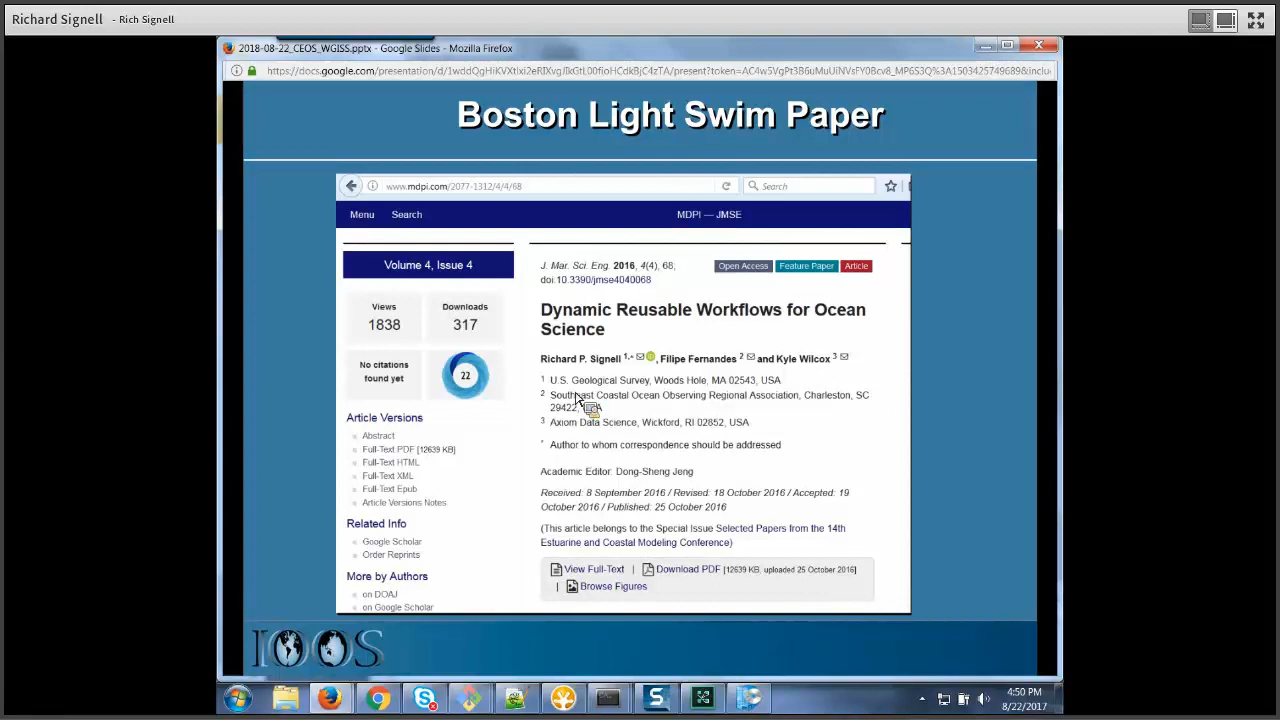 Richard Signell - Rich Signell
2018-08-22_CEOS_WGISS.pptx - Google Slides - Mozilla Firefox
Boston Light Swim Paper
www.mdpi.com/2077-1312/4/4/68
Search
Menu Search
MDPI — JMSE
Volume 4, Issue 4
Views
1838
Downloads
317
No citations
found yet
22
Article Versions
Abstract
Full-Text PDF [12639 KB]
Full-Text HTML
Full-Text XML
Full-Text Epub
Article Versions Notes
Related Info
Google Scholar
Order Reprints
More by Authors
on DOAJ
on Google Scholar
J. Mar. Sci. Eng. 2016, 4(4), 68;
doi:10.3390/jmse4040068
Open Access Feature Paper Article
Dynamic Reusable Workflows for Ocean
Science
Richard P. Signell 1,*, Filipe Fernandes 2 and Kyle Wilcox 3
1 U.S. Geological Survey, Woods Hole, MA 02543, USA
2 Southeast Coastal Ocean Observing Regional Association, Charleston, SC
29422,
3 Axiom Data Science, Wickford, RI 02852, USA
* Author to whom correspondence should be addressed
Academic Editor: Dong-Sheng Jeng
Received: 8 September 2016 / Revised: 18 October 2016 / Accepted: 19
October 2016 / Published: 25 October 2016
(This article belongs to the Special Issue Selected Papers from the 14th
Estuarine and Coastal Modeling Conference)
View Full-Text | Download PDF [12639 KB, uploaded 25 October 2016]
| Browse Figures
IOOS
4:50 PM
8/22/2017